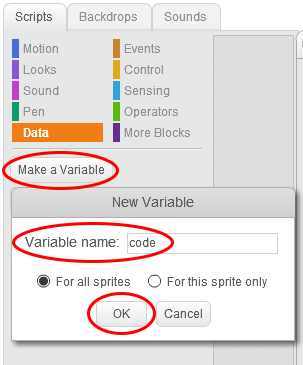 Scripts Backdrops Sounds
Motion Events
Looks Control
Sound Sensing
Pen Operators
Data More Blocks
Make a Variable
New Variable
Variable name: code
For all sprites For this sprite only
OK Cancel